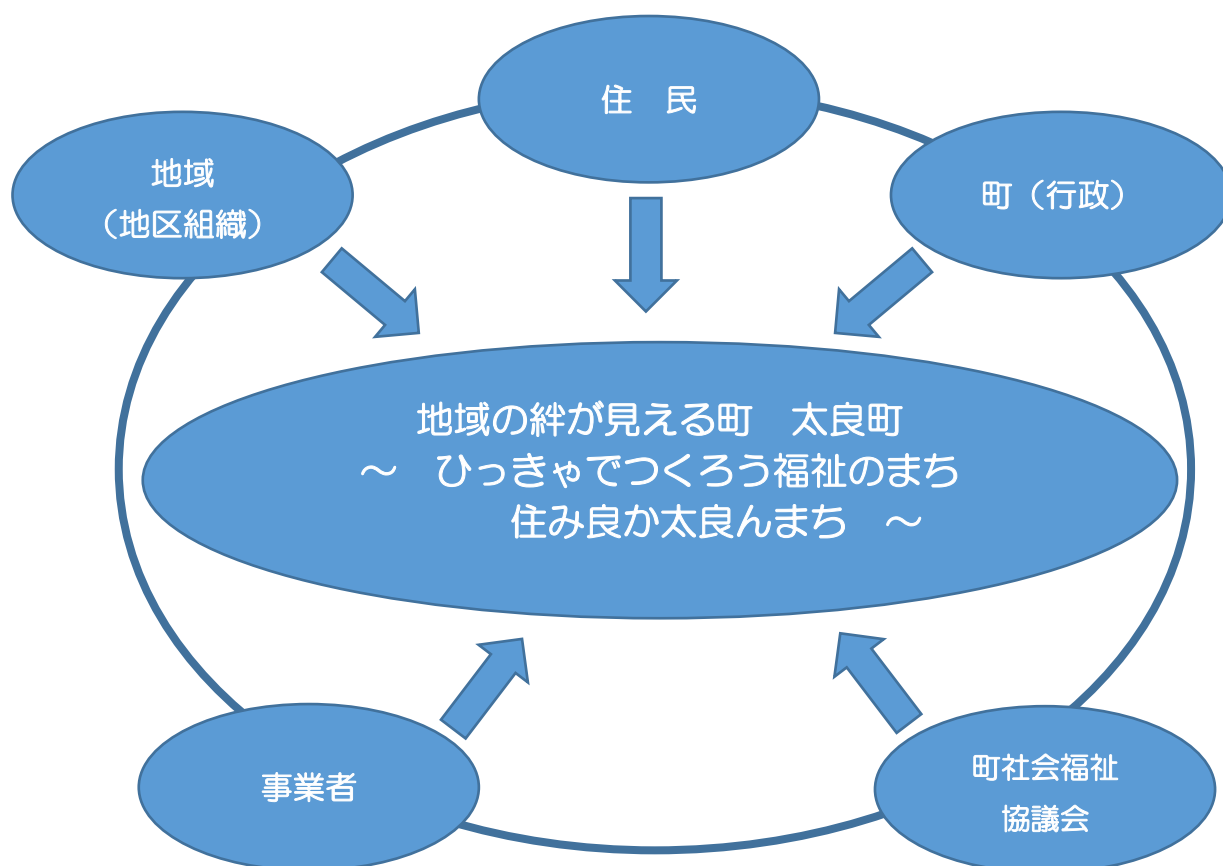 住　民
地域
（地区組織）
町（行政）
地域の絆が見える町　太良町
～　ひっきゃでつくろう福祉のまち
住み良か太良んまち　～
事業者
町社会福祉
協議会